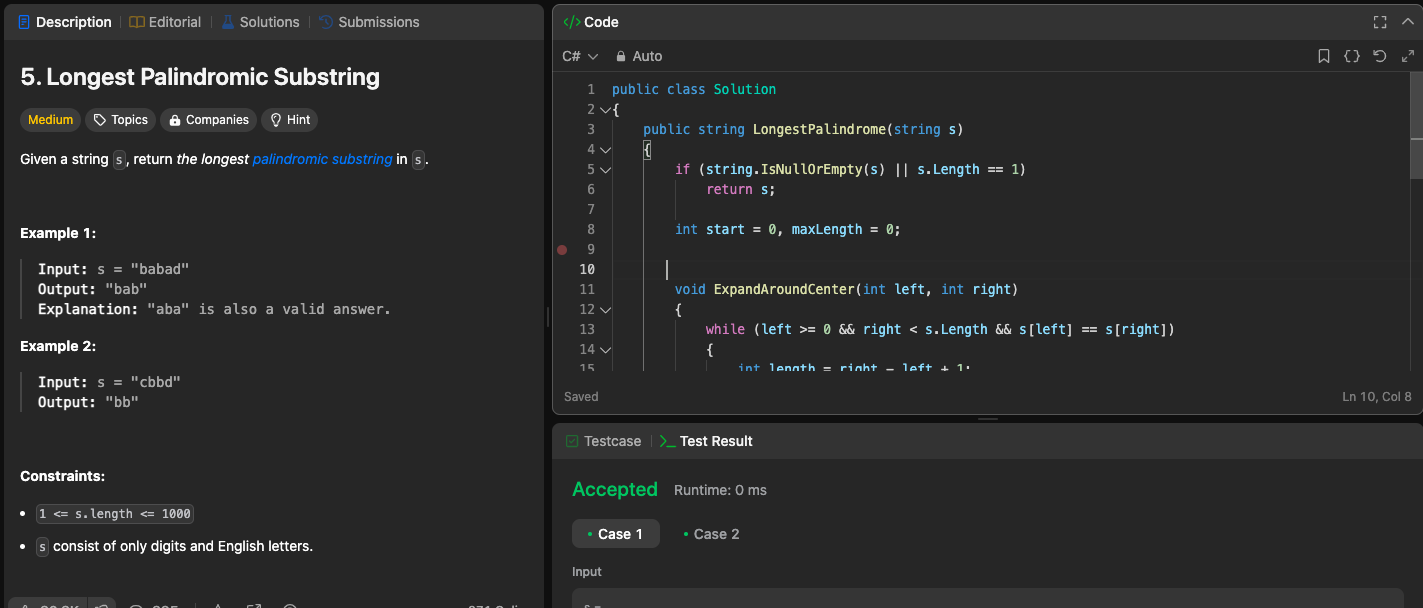 Description | Editorial | Solutions | Submissions
5. Longest Palindromic Substring
Medium Topics Companies Hint
Given a string s, return the longest palindromic substring in s.
Example 1:
Input: s = "babad"
Output: "bab"
Explanation: "aba" is also a valid answer.
Example 2:
Input: s = "cbbd"
Output: "bb"
Constraints:
• 1 <= s.length <= 1000
• s consist of only digits and English letters.
</> Code
C# Auto
1 public class Solution
2 {
3 public string LongestPalindrome(string s)
4 {
5 if (string.IsNullOrEmpty(s) || s.Length == 1)
6 return s;
7
8 int start = 0, maxLength = 0;
9
10
11 void ExpandAroundCenter(int left, int right)
12 {
13 while (left >= 0 && right < s.Length && s[left] == s[right])
14 {
15 int length = right - left + 1;
Saved Ln 10, Col 8
Testcase | >_ Test Result
Accepted Runtime: 0 ms
• Case 1 • Case 2
Input
s =